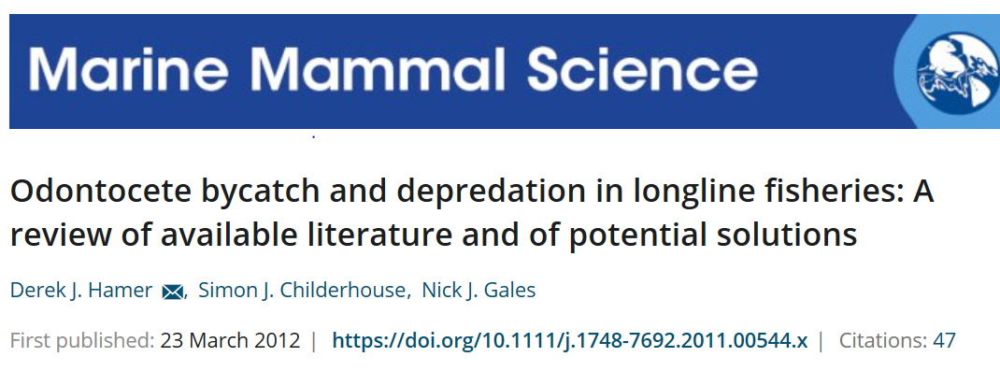 Marine Mammal Science
Odontocete bycatch and depredation in longline fisheries: A
review of available literature and of potential solutions
Derek J. Hamer, Simon J. Childerhouse, Nick J. Gales
First published: 23 March 2012 | https://doi.org/10.1111/j.1748-7692.2011.00544.x | Citations: 47